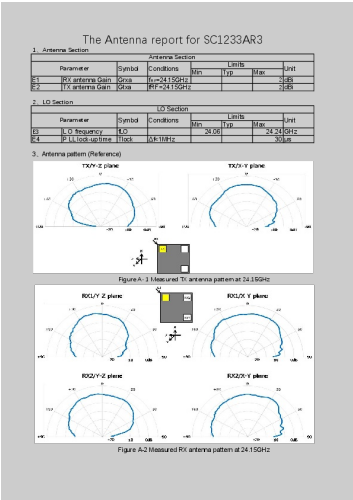 The Antenna report for SC1233AR3
1、Antenna Section
Antenna Section
Parameter Symbol Conditions Limits Unit
Min Typ Max
E1 RX antenna Gain Grxa fRF=24.15GHz 2 dBi
E2 TX antenna Gain Gtxa fRF=24.15GHz 2 dBi
2、LO Section
LO Section
Parameter Symbol Conditions Limits Unit
Min Typ Max
E3 LO frequency fLO 24.06 24.24 GHz
E4 PLL lock-up time Tlock Δf<1MHz 30 μs
3、Antenna pattern (Reference)
TX/Y-Z plane TX/X-Y plane
Figure A-1 Measured TX antenna pattern at 24.15GHz
RX1/Y-Z plane RX1/X-Y plane
RX2/Y-Z plane RX2/X-Y plane
Figure A-2 Measured RX antenna pattern at 24.15GHz